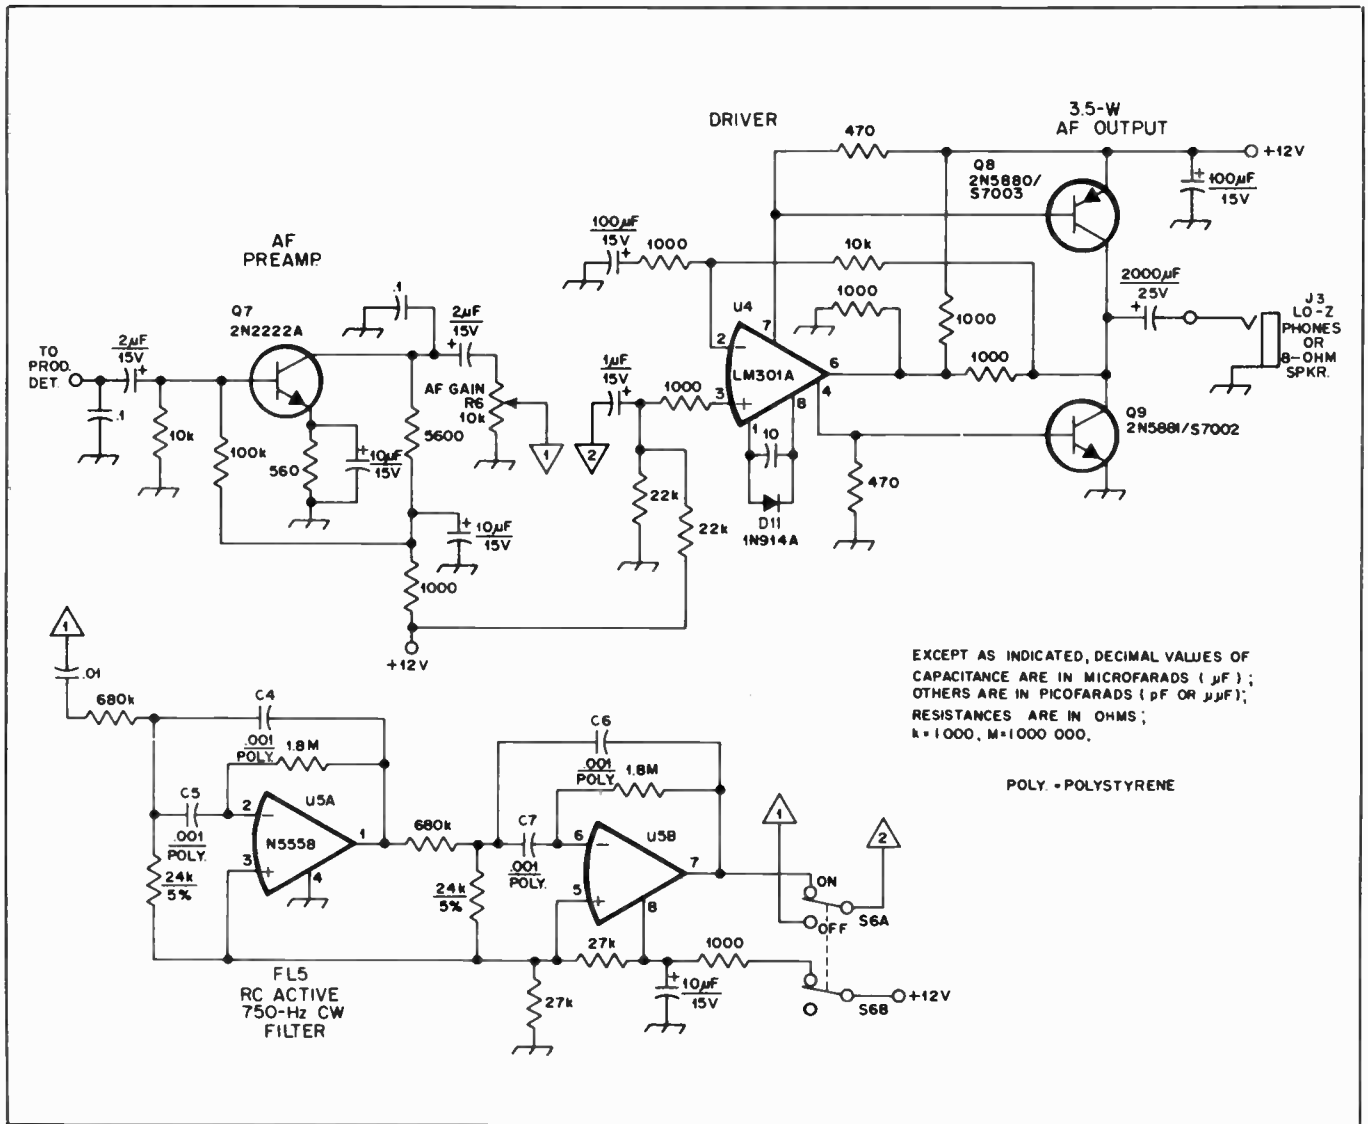 DRIVER
3.5-W
AF OUTPUT
470
+12V
Q8
2N5880/
S7003
100µF
15V
+
AF
PREAMP.
100µF
15V
+
1000
10k
1000
1000
1000
2000µF
25V
+
J3
LO-Z
PHONES
OR
8-OHM
SPKR.
Q7
2N2222A
.1
2µF
15V
+
TO
PROD.
DET.
2µF
15V
+
.1
10k
100k
560
+
10µF
15V
5600
AF GAIN
R6
10k
1
+
10µF
15V
1000
+12V
1µF
15V
+
2
1000
22k
22k
U4
LM301A
2
3
7
6
4
8
1
−
+
10
D11
1N914A
470
Q9
2N5881/S7002
1
.01
680k
C4
.001
POLY.
1.8M
C5
.001
POLY.
U5A
N5558
2
3
1
4
−
+
24k
5%
680k
24k
5%
C6
.001
POLY.
1.8M
C7
.001
POLY.
U5B
6
5
7
8
−
+
27k
27k
+
10µF
15V
1000
1
2
ON
OFF
S6A
S6B
+12V
FL5
RC ACTIVE
750-Hz CW
FILTER
EXCEPT AS INDICATED, DECIMAL VALUES OF
CAPACITANCE ARE IN MICROFARADS ( µF ) ;
OTHERS ARE IN PICOFARADS ( pF OR µµF);
RESISTANCES ARE IN OHMS ;
k=1000, M=1000 000.
POLY. = POLYSTYRENE